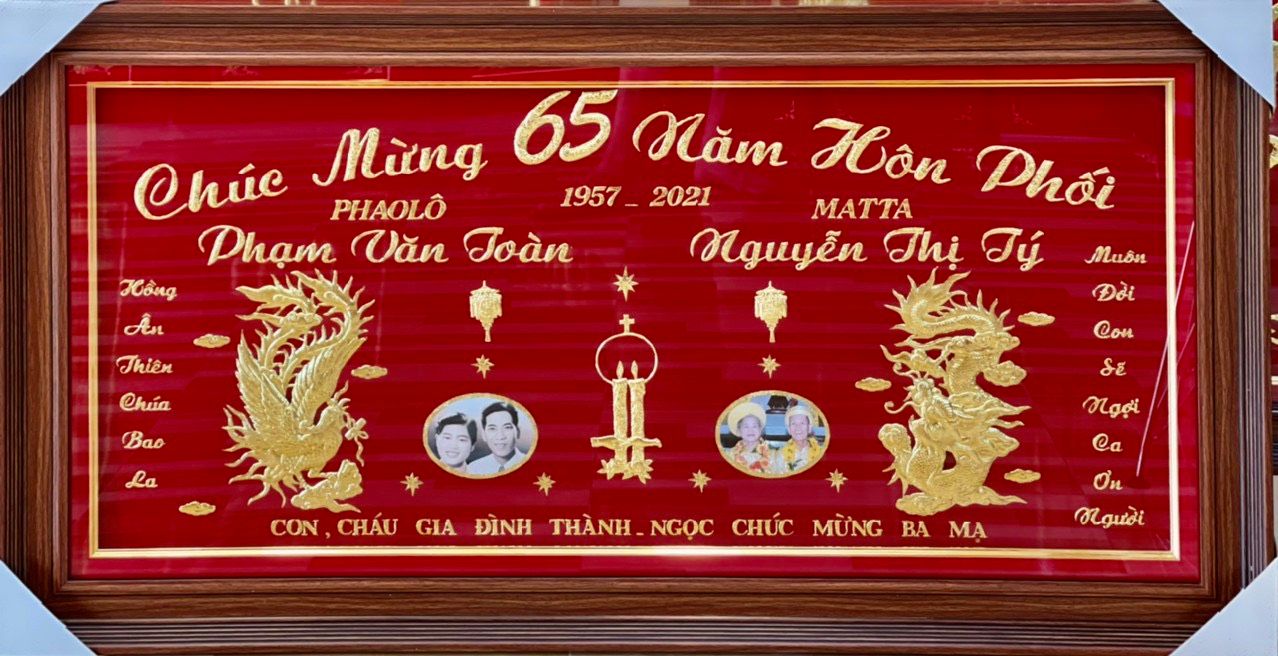 Chúc Mừng 65 Năm Hôn Phối
1957 _ 2021
PHAOLÔ
MATTA
Phạm Văn Toàn
Nguyễn Thị Tý
Hồng
Ân
Thiên
Chúa
Bao
La
Muôn
Đời
Con
Sẽ
Ngợi
Ca
Ơn
Người
CON , CHÁU GIA ĐÌNH THÀNH _ NGỌC CHÚC MỪNG BA MẠ